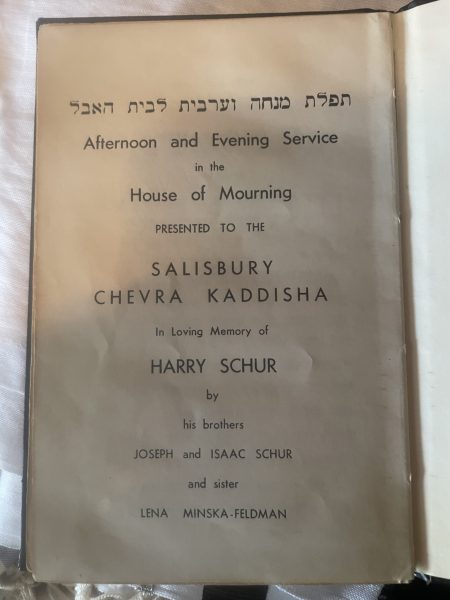 תפלת מנחה וערבית לבית האבל
Afternoon and Evening Service
in the
House of Mourning
PRESENTED TO THE
SALISBURY
CHEVRA KADDISHA
In Loving Memory of
HARRY SCHUR
by
his brothers
JOSEPH and ISAAC SCHUR
and sister
LENA MINSKA-FELDMAN